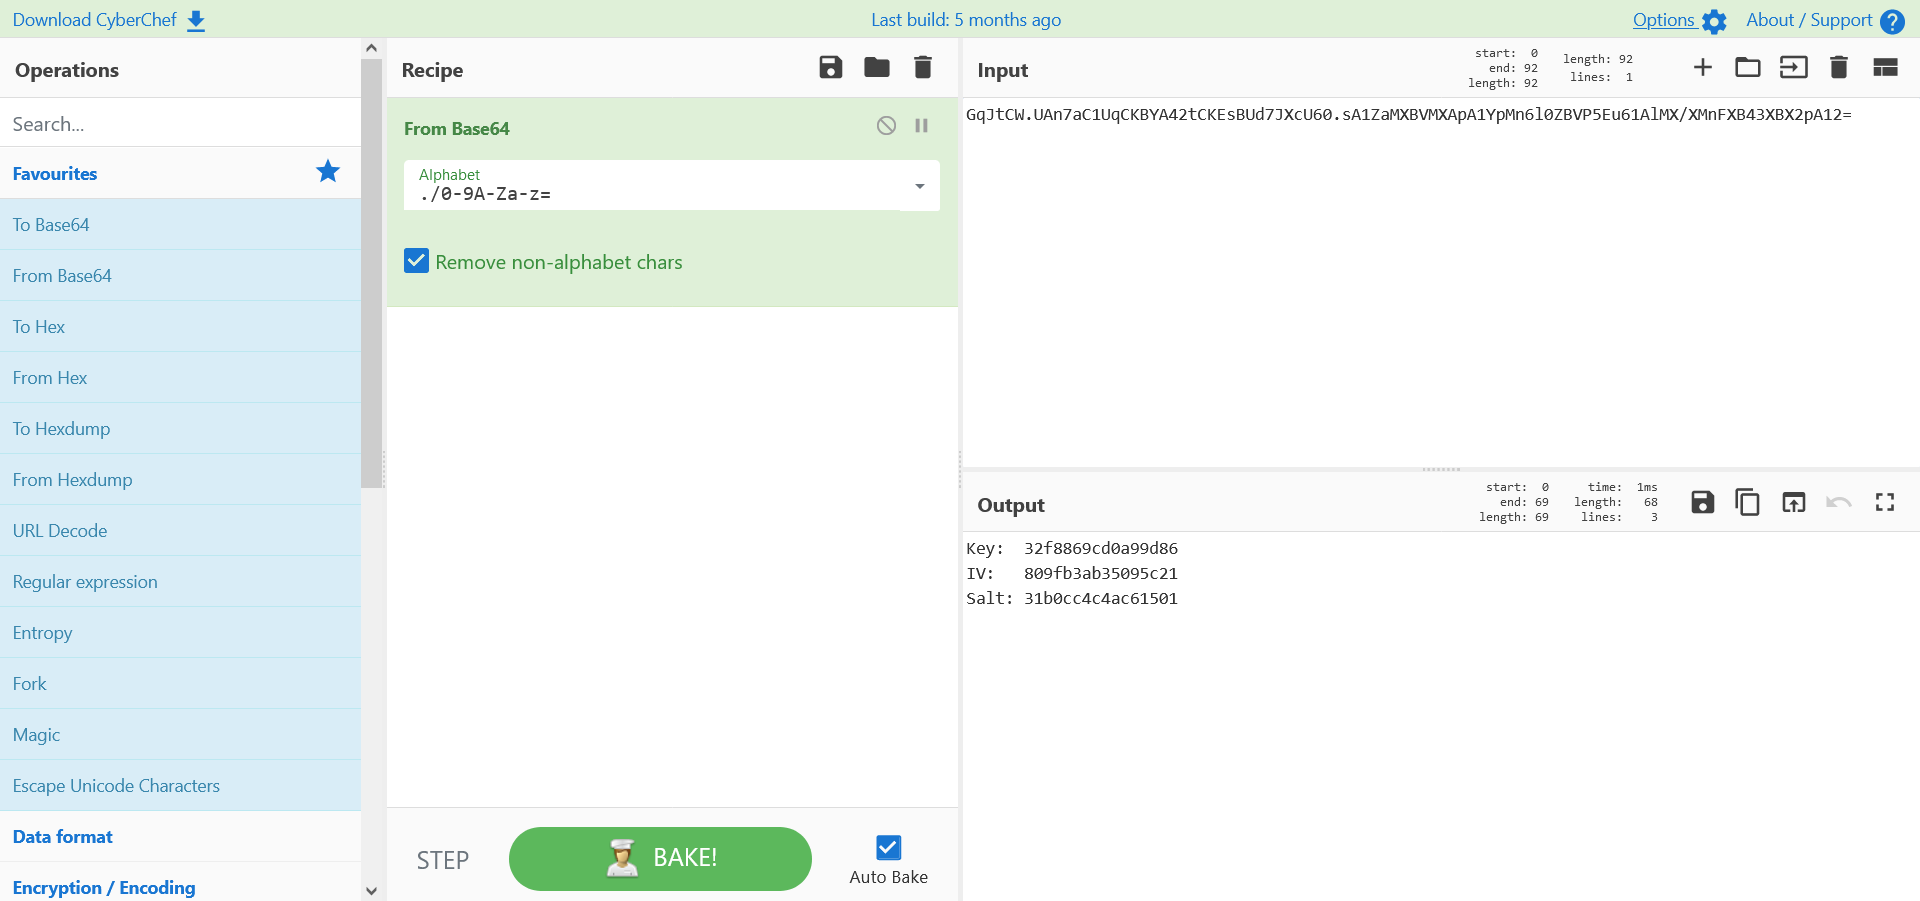 Download CyberChef
Last build: 5 months ago
Options
About / Support
Operations
Search...
Favourites
To Base64
From Base64
To Hex
From Hex
To Hexdump
From Hexdump
URL Decode
Regular expression
Entropy
Fork
Magic
Escape Unicode Characters
Data format
Encryption / Encoding
Recipe
From Base64
Alphabet
./0-9A-Za-z=
Remove non-alphabet chars
STEP
BAKE!
Auto Bake
Input
start: 0
end: 92
length: 92
length: 92
lines: 1
GqJtCW.UAn7aC1UqCKBYA42tCKEsBUd7JXcU60.sA1ZaMXBVMXApA1YpMn6l0ZBVP5Eu61AlMX/XMnFXB43XBX2pA12=
Output
start: 0
end: 69
length: 69
time: 1ms
length: 68
lines: 3
Key: 32f8869cd0a99d86
IV: 809fb3ab35095c21
Salt: 31b0cc4c4ac61501